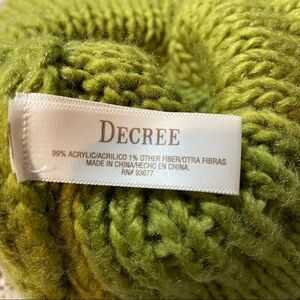 DECREE
99% ACRYLIC/ACRILICO 1% OTHER FIBER/OTRA FIBRAS
MADE IN CHINA/HECHO EN CHINA.
RN# 93677